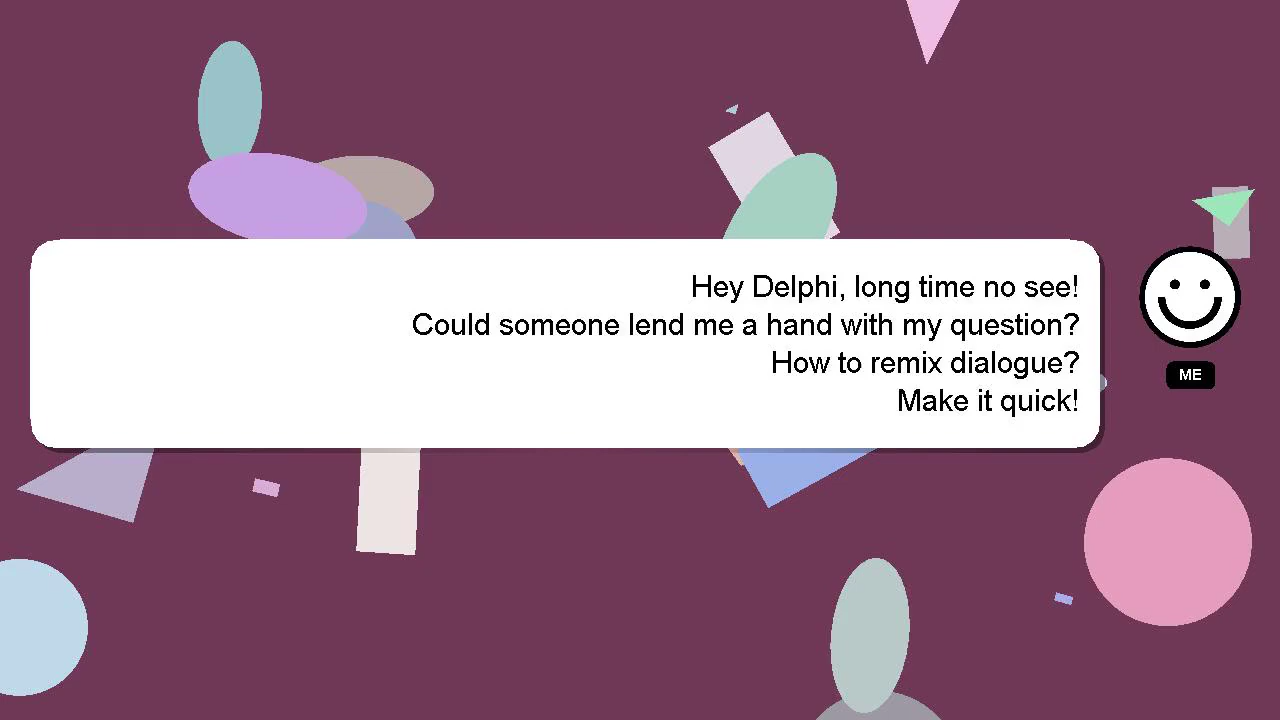 Hey Delphi, long time no see!
Could someone lend me a hand with my question?
How to remix dialogue?
Make it quick!
ME